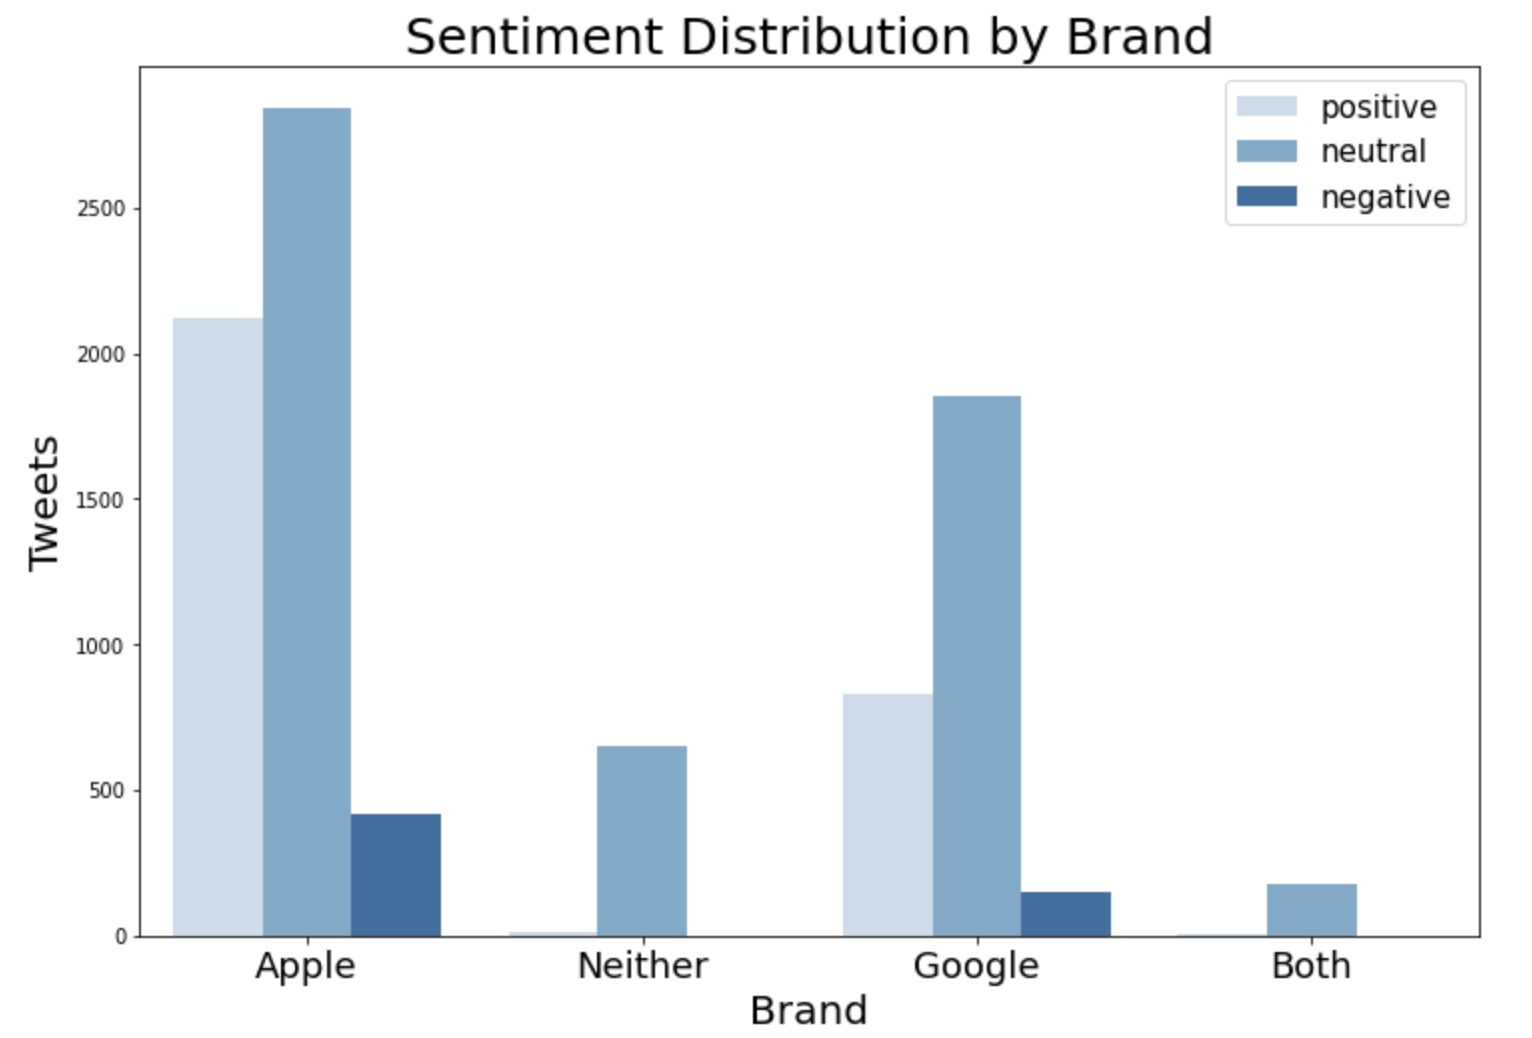 Sentiment Distribution by Brand
positive
neutral
negative
Tweets
2500
2000
1500
1000
500
0
Apple Neither Google Both
Brand